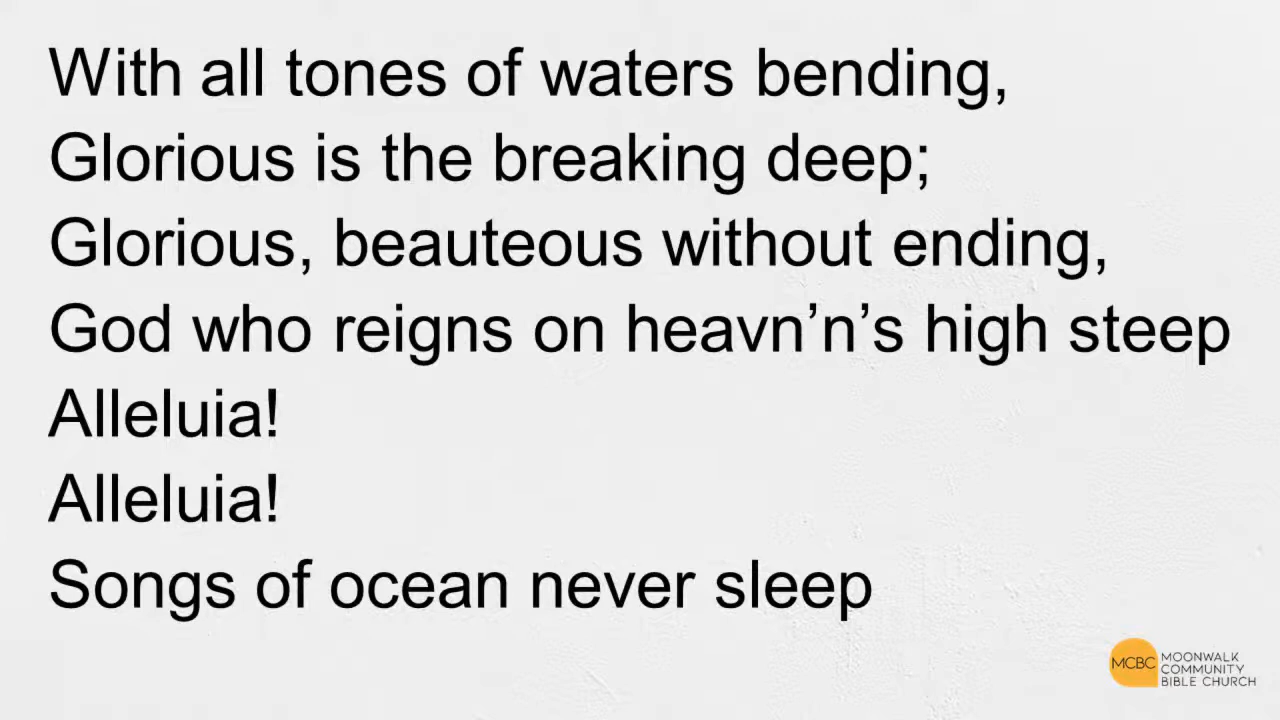 With all tones of waters bending,
Glorious is the breaking deep;
Glorious, beauteous without ending,
God who reigns on heavn’n’s high steep
Alleluia!
Alleluia!
Songs of ocean never sleep
MCBC
MOONWALK
COMMUNITY
BIBLE CHURCH